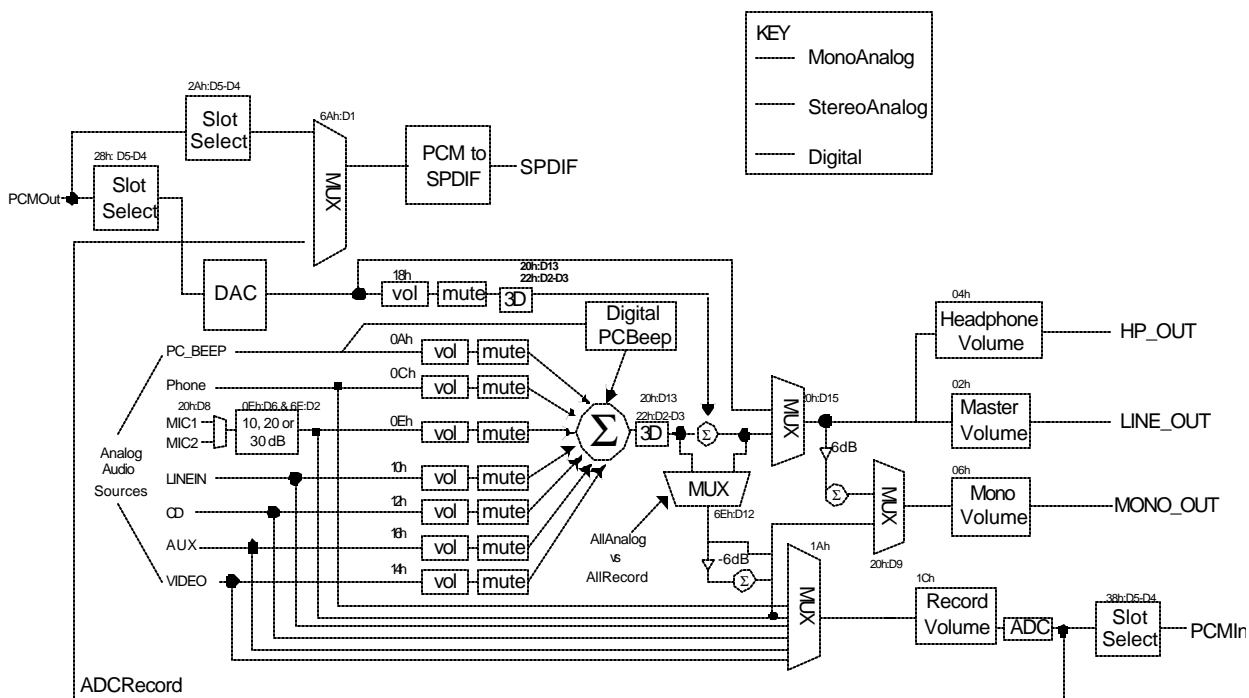 KEY
MonoAnalog
StereoAnalog
Digital
2Ah:D5-D4
Slot
Select
6Ah:D1
MUX
PCM to
SPDIF
SPDIF
28h: D5-D4
Slot
Select
PCMOut
DAC
18h
vol
mute
20h:D13
22h:D2-D3
3D
Digital
PCBeep
04h
Headphone
Volume
HP_OUT
PC_BEEP
0Ah
vol
mute
Phone
0Ch
vol
mute
20h:D8
MIC1
MIC2
0Eh:D6 & 6E:D2
10, 20 or
30 dB
0Eh
vol
mute
Σ
20h:D13
22h:D2-D3
3D
Σ
MUX
20h:D15
02h
Master
Volume
LINE_OUT
Analog
Audio
Sources
LINEIN
10h
vol
mute
MUX
6Eh:D12
-6dB
Σ
MUX
20h:D9
06h
Mono
Volume
MONO_OUT
CD
12h
vol
mute
AUX
16h
vol
mute
VIDEO
14h
vol
mute
AllAnalog
vs
AllRecord
-6dB
Σ
1Ah
MUX
1Ch
Record
Volume
ADC
38h:D5-D4
Slot
Select
PCMIn
ADCRecord